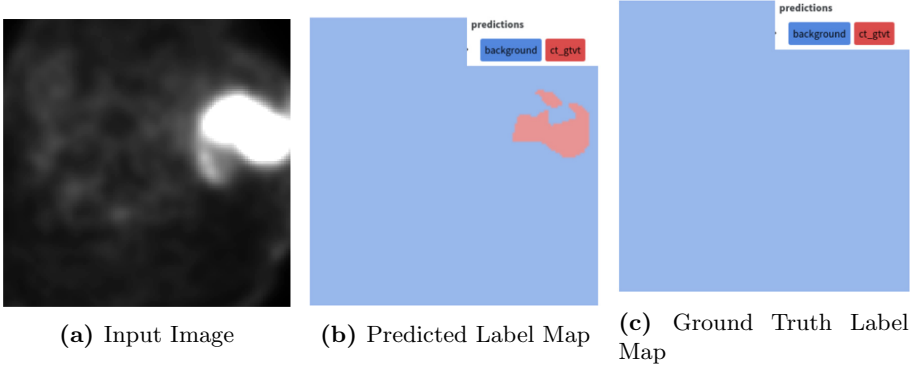 predictions
background ct_gtvt
predictions
background ct_gtvt
(a) Input Image
(b) Predicted Label Map
(c) Ground Truth Label
Map